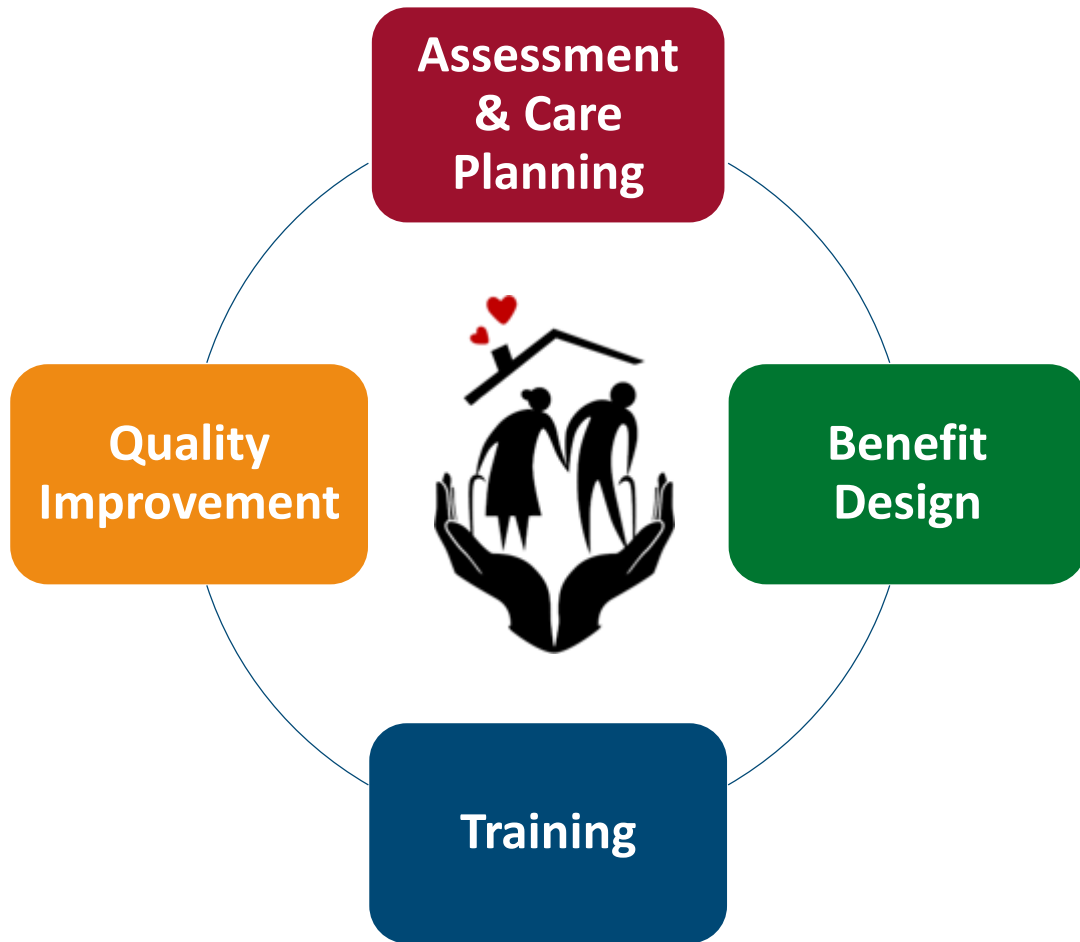 Assessment
& Care
Planning
Quality
Improvement
Benefit
Design
Training